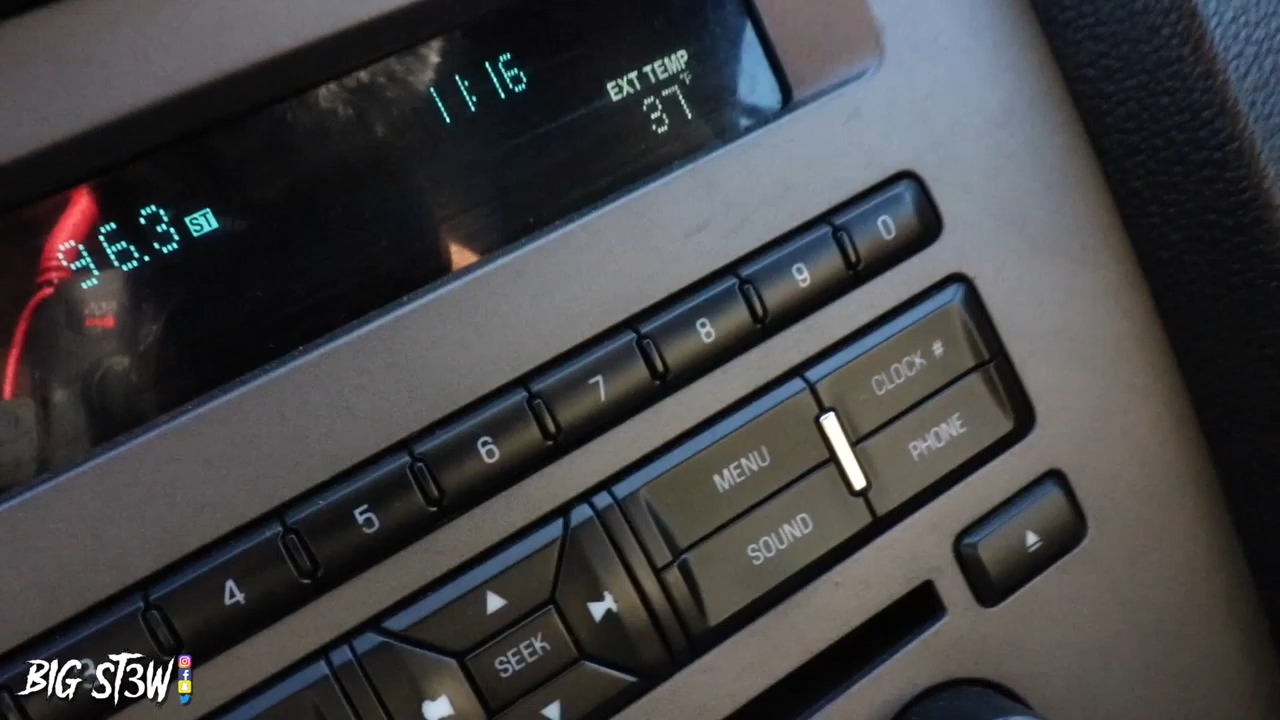 11:16
EXT TEMP
37°F
96.3 ST
0
9
8
7
6
5
4
CLOCK #
MENU
PHONE
SOUND
SEEK
BIG ST3W